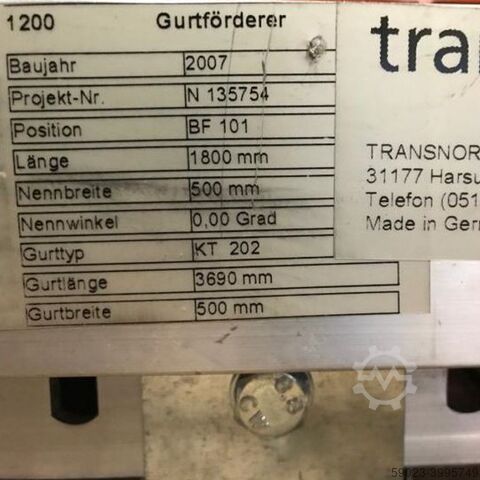 1200 Gurtförderer
Baujahr 2007
Projekt-Nr. N 135754
Position BF 101
Länge 1800 mm
Nennbreite 500 mm
Nennwinkel 0,00 Grad
Gurttyp KT 202
Gurtlänge 3690 mm
Gurtbreite 500 mm
tra
TRANSNOR
31177 Harsu
Telefon (051
Made in Ger